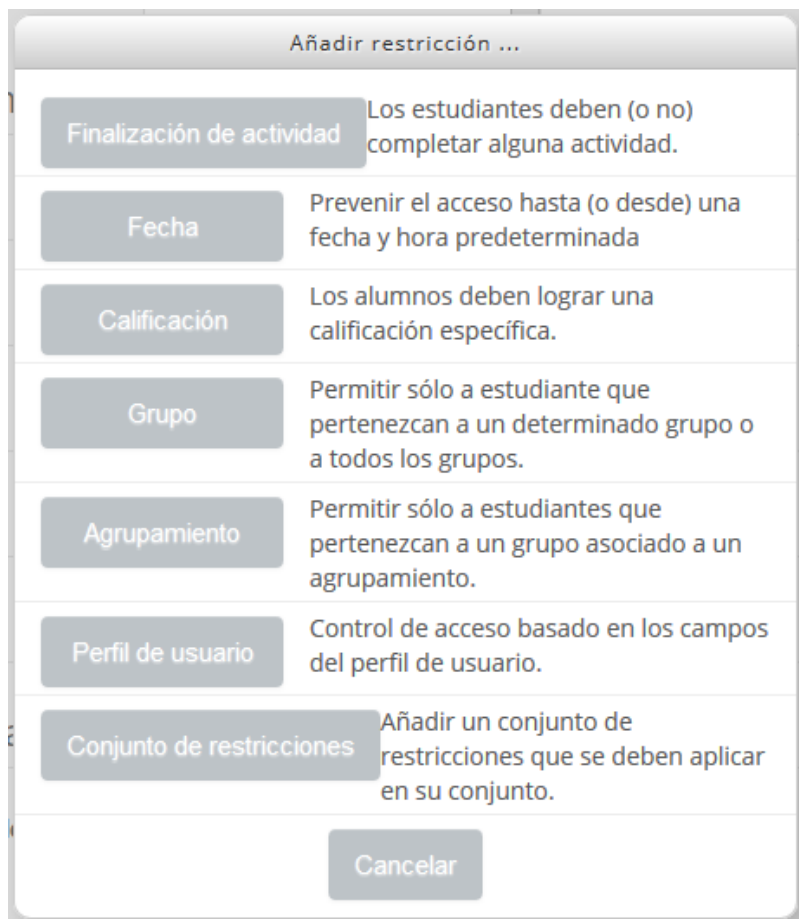 Añadir restricción ...
Finalización de actividad
Los estudiantes deben (o no)
completar alguna actividad.
Fecha
Prevenir el acceso hasta (o desde) una
fecha y hora predeterminada
Calificación
Los alumnos deben lograr una
calificación específica.
Grupo
Permitir sólo a estudiante que
pertenezcan a un determinado grupo o
a todos los grupos.
Agrupamiento
Permitir sólo a estudiantes que
pertenezcan a un grupo asociado a un
agrupamiento.
Perfil de usuario
Control de acceso basado en los campos
del perfil de usuario.
Conjunto de restricciones
Añadir un conjunto de
restricciones que se deben aplicar
en su conjunto.
Cancelar